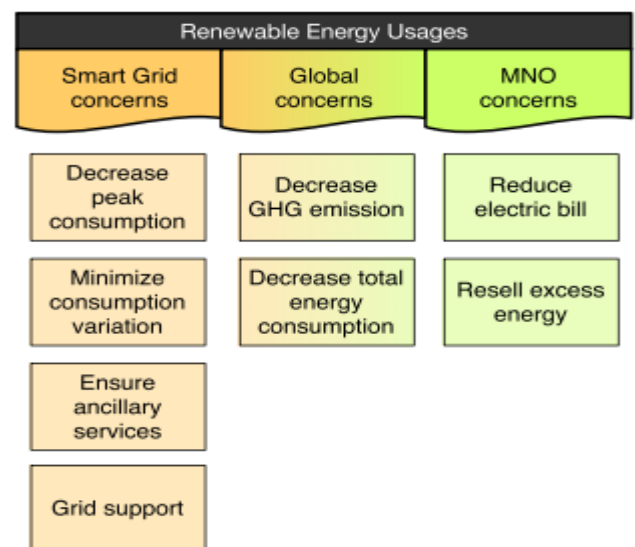 Renewable Energy Usages
Smart Grid
concerns
Global
concerns
MNO
concerns
Decrease
peak
consumption
Decrease
GHG emission
Reduce
electric bill
Minimize
consumption
variation
Decrease total
energy
consumption
Resell excess
energy
Ensure
ancillary
services
Grid support